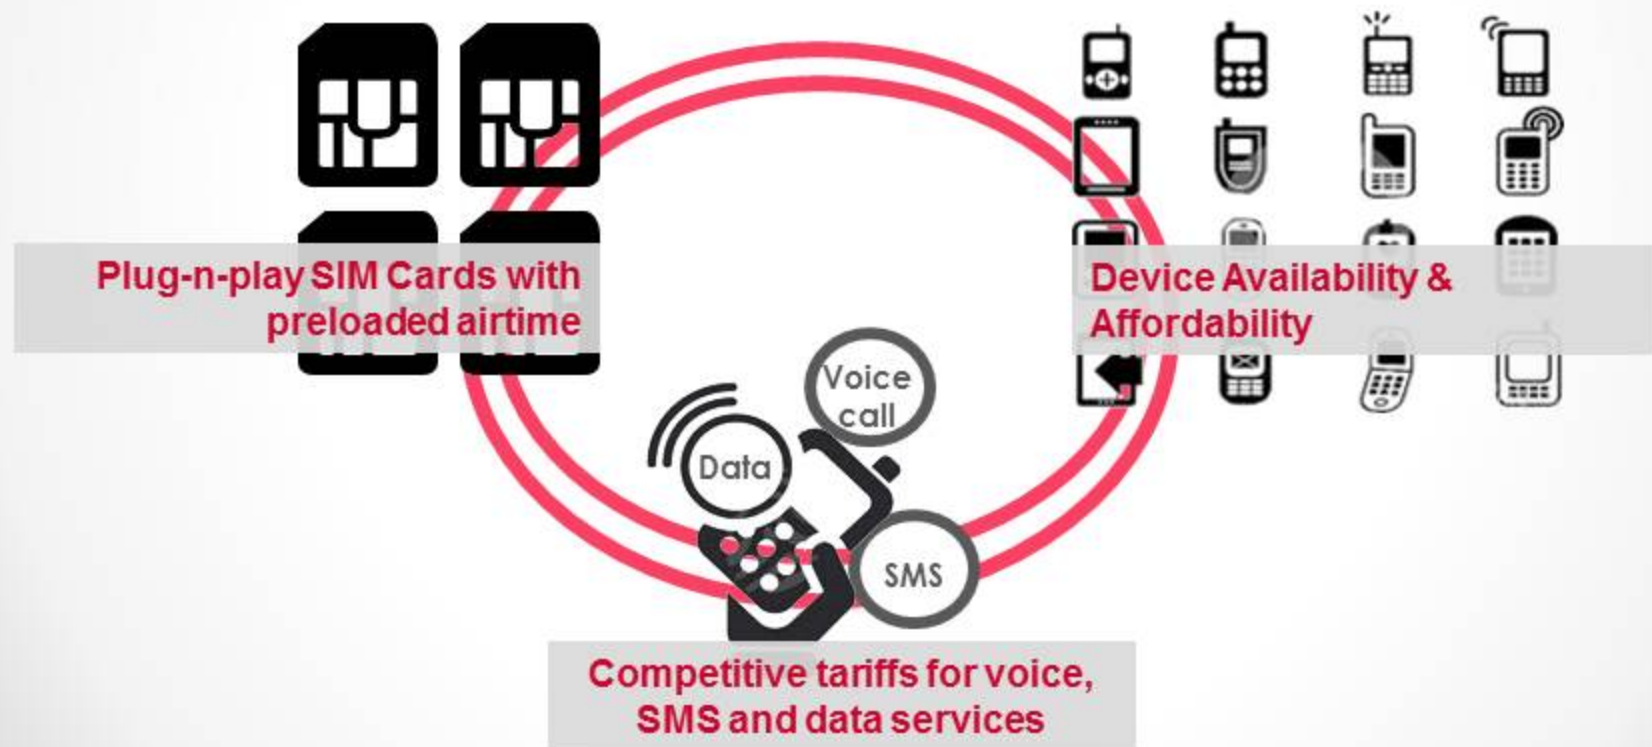 Plug-n-play SIM Cards with
preloaded airtime
Device Availability &
Affordability
Voice
call
Data
SMS
Competitive tariffs for voice,
SMS and data services